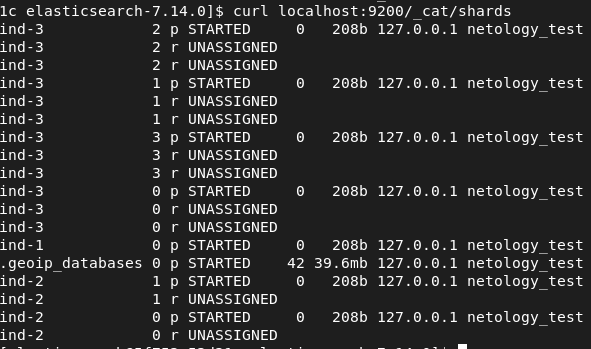 1c elasticsearch-7.14.0]$ curl localhost:9200/_cat/shards
ind-3            2 p STARTED     0   208b 127.0.0.1 netology_test
ind-3            2 r UNASSIGNED
ind-3            2 r UNASSIGNED
ind-3            1 p STARTED     0   208b 127.0.0.1 netology_test
ind-3            1 r UNASSIGNED
ind-3            1 r UNASSIGNED
ind-3            3 p STARTED     0   208b 127.0.0.1 netology_test
ind-3            3 r UNASSIGNED
ind-3            3 r UNASSIGNED
ind-3            0 p STARTED     0   208b 127.0.0.1 netology_test
ind-3            0 r UNASSIGNED
ind-3            0 r UNASSIGNED
ind-1            0 p STARTED     0   208b 127.0.0.1 netology_test
.geoip_databases 0 p STARTED    42 39.6mb 127.0.0.1 netology_test
ind-2            1 p STARTED     0   208b 127.0.0.1 netology_test
ind-2            1 r UNASSIGNED
ind-2            0 p STARTED     0   208b 127.0.0.1 netology_test
ind-2            0 r UNASSIGNED